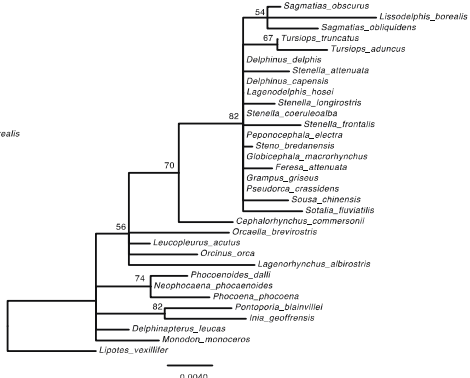 Sagmatias_obscurus
54
Lissodelphis_borealis
Sagmatias_obliquidens
67
Tursiops_truncatus
Tursiops_aduncus
Delphinus_delphis
Stenella_attenuata
Delphinus_capensis
Lagenodelphis_hosei
Stenella_longirostris
82
Stenella_coeruleoalba
Stenella_frontalis
ealis
Peponocephala_electra
Steno_bredanensis
Globicephala_macrorhynchus
70
Feresa_attenuata
Grampus_griseus
Pseudorca_crassidens
Sousa_chinensis
Sotalia_fluviatilis
Cephalorhynchus_commersonii
56
Orcaella_brevirostris
Leucopleurus_acutus
Orcinus_orca
Lagenorhynchus_albirostris
74
Phocoenoides_dalli
Neophocaena_phocaenoides
Phocoena_phocoena
82
Pontoporia_blainvillei
Inia_geoffrensis
Delphinapterus_leucas
Monodon_monoceros
Lipotes_vexillifer
0.0040